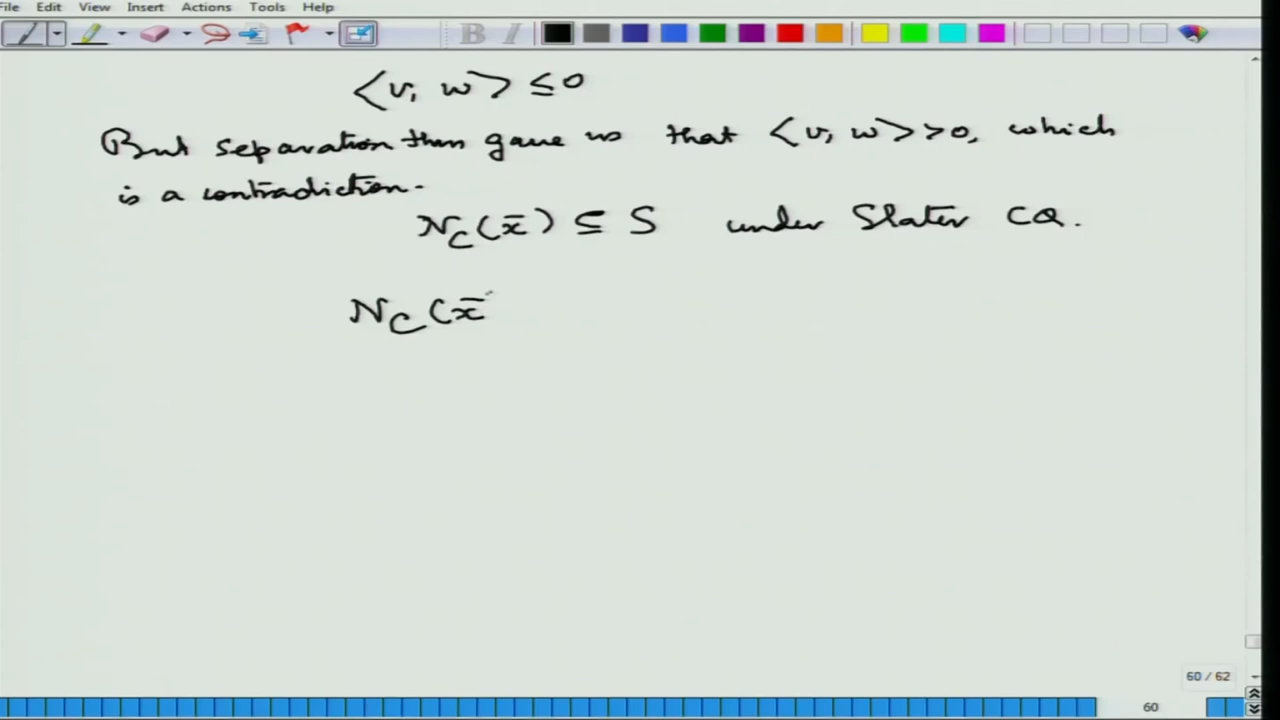 File Edit View Insert Actions Tools Help
B I
⟨v, w⟩ ≤ 0
But separation thm gave us that ⟨v, w⟩ > 0, which
is a contradiction.
N_C(x̄) ⊆ S under Slater CQ.
N_C(x̄
60 / 62
60